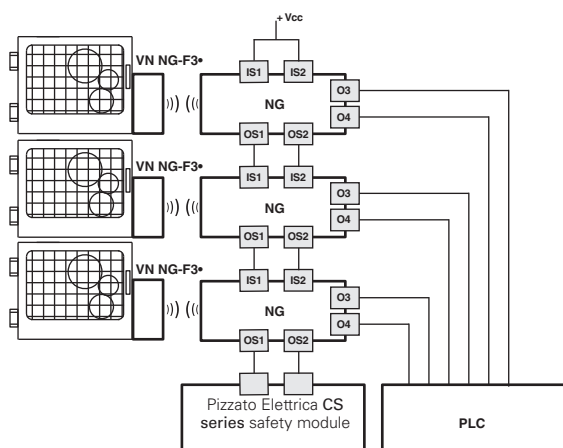 + Vcc
VN NG-F3•
IS1 IS2
NG
O3
O4
OS1 OS2
VN NG-F3•
IS1 IS2
NG
O3
O4
OS1 OS2
VN NG-F3•
IS1 IS2
NG
O3
O4
OS1 OS2
Pizzato Elettrica CS
series safety module
PLC